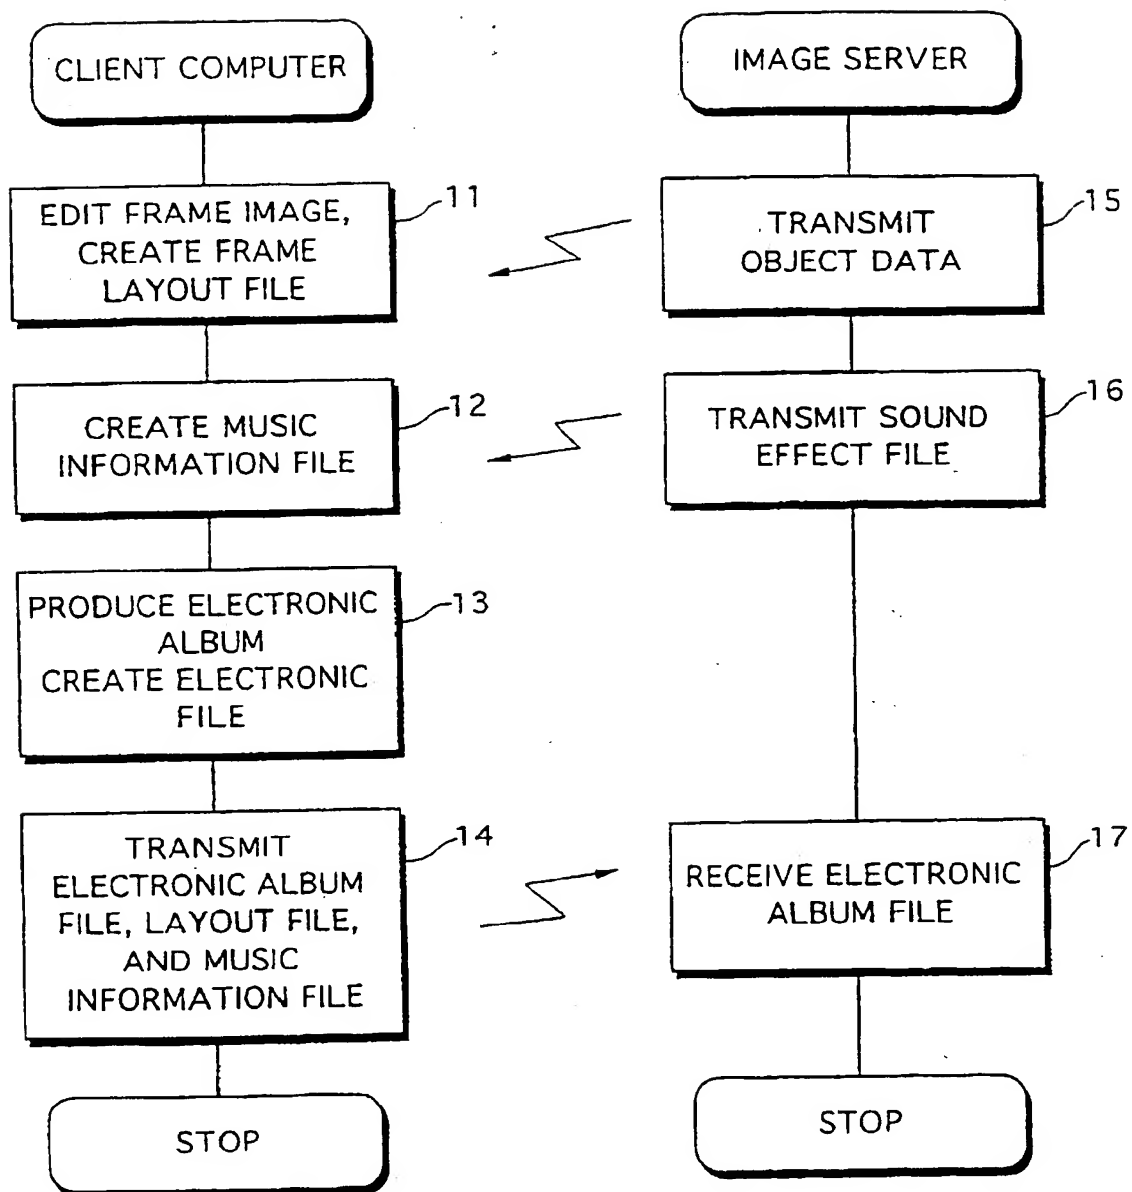 CLIENT COMPUTER
EDIT FRAME IMAGE,
CREATE FRAME
LAYOUT FILE
11
CREATE MUSIC
INFORMATION FILE
12
PRODUCE ELECTRONIC
ALBUM
CREATE ELECTRONIC
FILE
13
TRANSMIT
ELECTRONIC ALBUM
FILE, LAYOUT FILE,
AND MUSIC
INFORMATION FILE
14
STOP
IMAGE SERVER
TRANSMIT
OBJECT DATA
15
TRANSMIT SOUND
EFFECT FILE
16
RECEIVE ELECTRONIC
ALBUM FILE
17
STOP